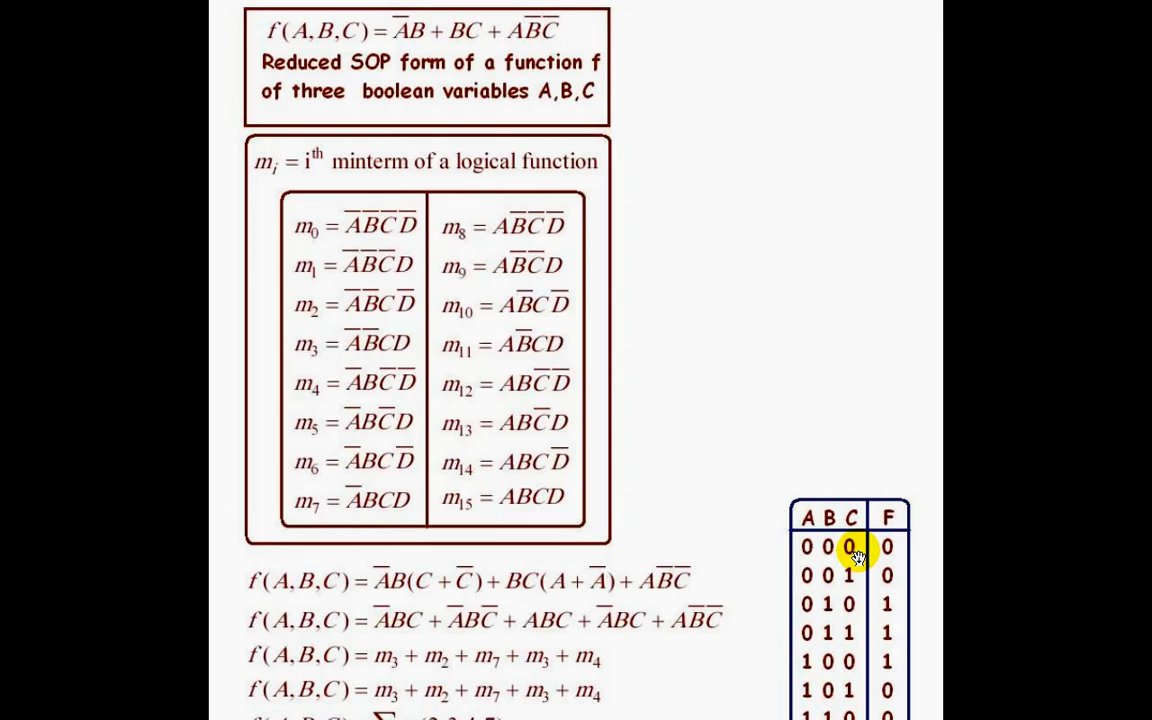 f(A,B,C) = A̅B + BC + AB̅C̅
Reduced SOP form of a function f
of three boolean variables A,B,C
mᵢ = iᵗʰ minterm of a logical function
m₀ = A̅B̅C̅D̅ m₈ = AB̅C̅D̅
m₁ = A̅B̅C̅D m₉ = AB̅C̅D
m₂ = A̅B̅CD̅ m₁₀ = AB̅CD̅
m₃ = A̅B̅CD m₁₁ = AB̅CD
m₄ = A̅BC̅D̅ m₁₂ = ABC̅D̅
m₅ = A̅BC̅D m₁₃ = ABC̅D
m₆ = A̅BCD̅ m₁₄ = ABCD̅
m₇ = A̅BCD m₁₅ = ABCD
f(A,B,C) = A̅B(C + C̅) + BC(A + A̅) + AB̅C̅
f(A,B,C) = A̅BC + A̅BC̅ + ABC + A̅BC + AB̅C̅
f(A,B,C) = m₃ + m₂ + m₇ + m₃ + m₄
f(A,B,C) = m₃ + m₂ + m₇ + m₃ + m₄
A B C F
0 0 0 0
0 0 1 0
0 1 0 1
0 1 1 1
1 0 0 1
1 0 1 0